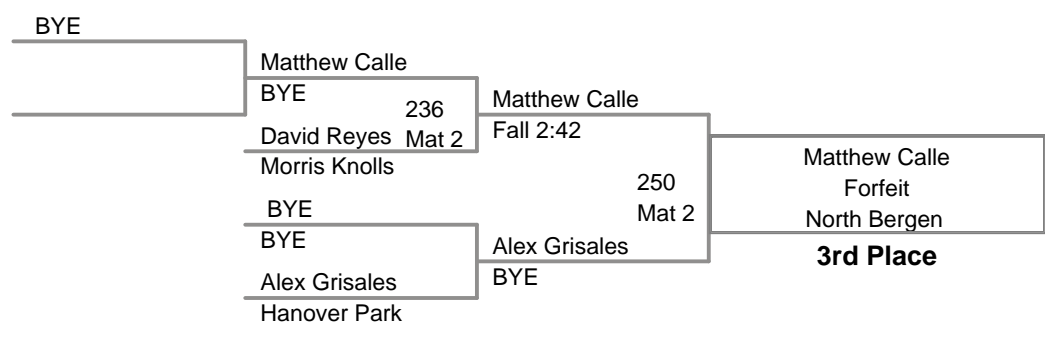 BYE
Matthew Calle
BYE
236
David Reyes Mat 2
Morris Knolls
BYE
BYE
Alex Grisales
Hanover Park
Matthew Calle
Fall 2:42
250
Mat 2
Alex Grisales
BYE
Matthew Calle
Forfeit
North Bergen
3rd Place